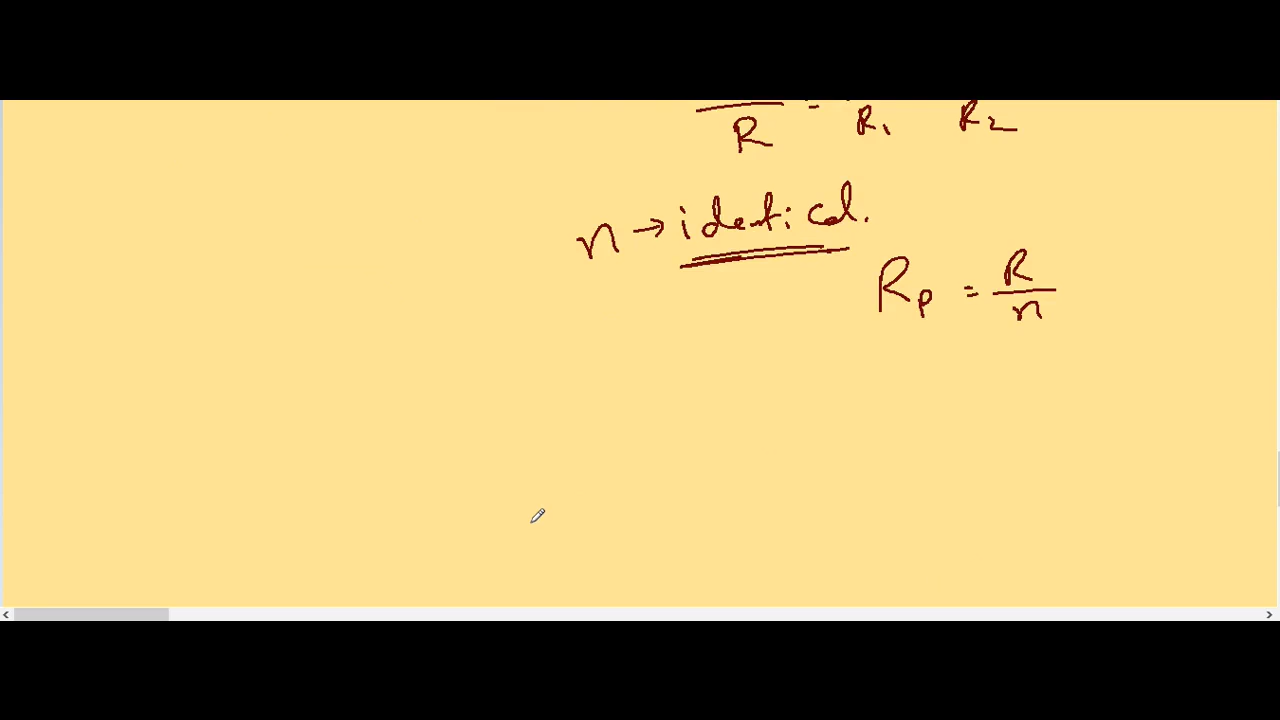 R = R₁ R₂
n → identical.
Rp = R/n